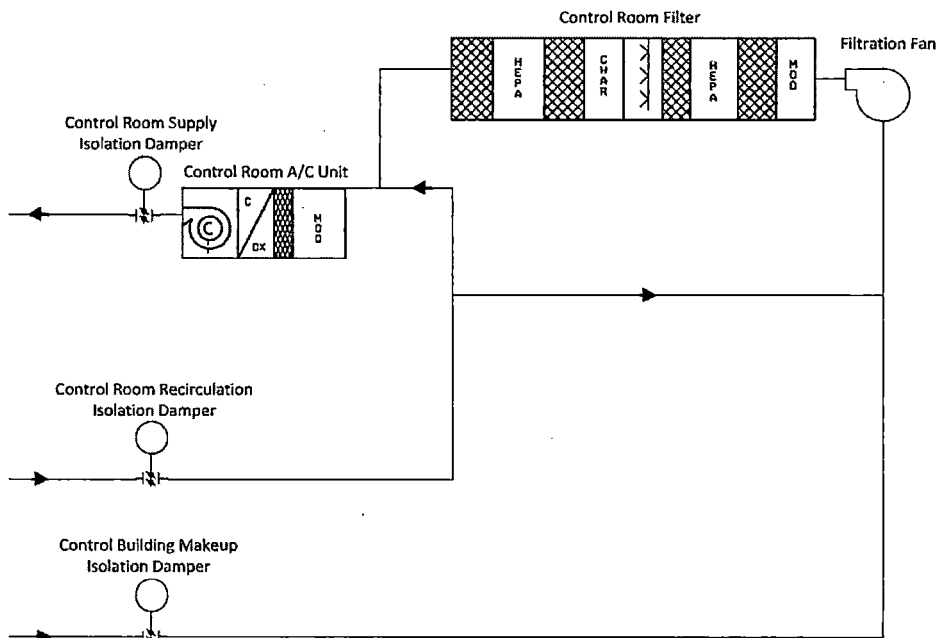 Control Room Filter
Filtration Fan
HEPA
CHAR
HEPA
MOD
Control Room Supply
Isolation Damper
Control Room A/C Unit
C
C
DX
MOD
Control Room Recirculation
Isolation Damper
Control Building Makeup
Isolation Damper